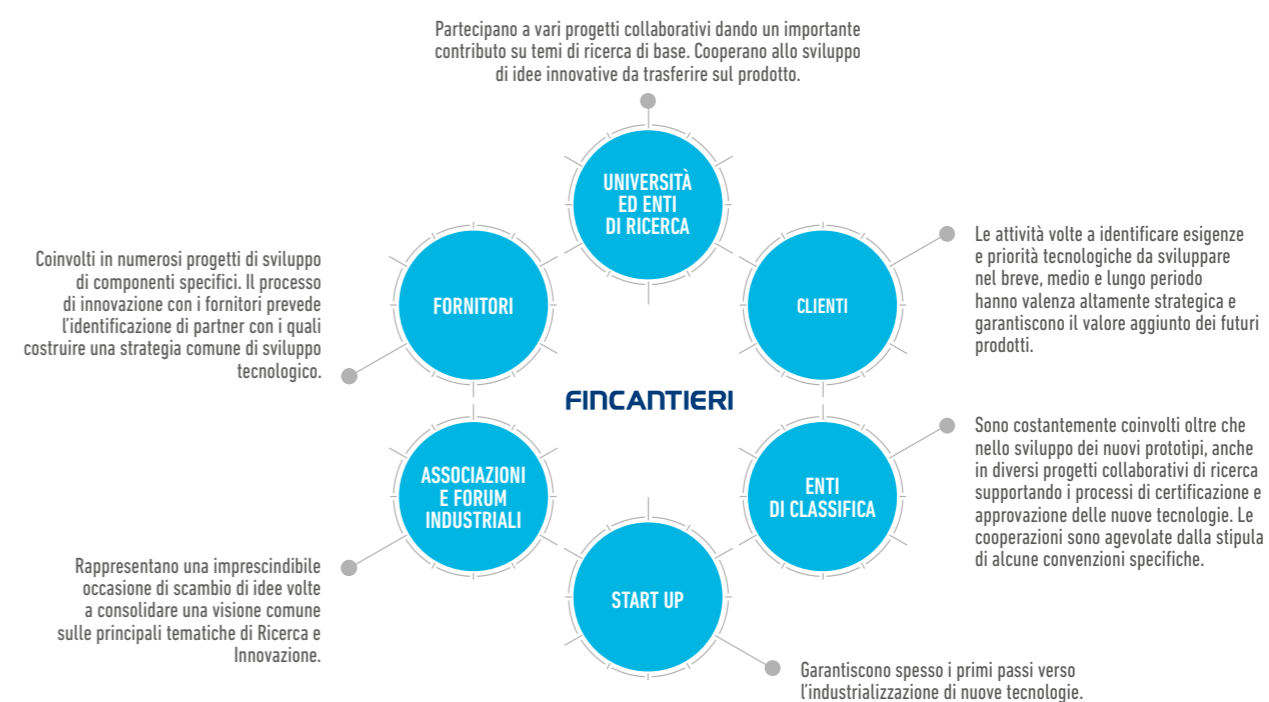 Partecipano a vari progetti collaborativi dando un importante
contributo su temi di ricerca di base. Cooperano allo sviluppo
di idee innovative da trasferire sul prodotto.
UNIVERSITÀ
ED ENTI
DI RICERCA
Coinvolti in numerosi progetti di sviluppo
di componenti specifici. Il processo
di innovazione con i fornitori prevede
l'identificazione di partner con i quali
costruire una strategia comune di sviluppo
tecnologico.
FORNITORI
CLIENTI
Le attività volte a identificare esigenze
e priorità tecnologiche da sviluppare
nel breve, medio e lungo periodo
hanno valenza altamente strategica e
garantiscono il valore aggiunto dei futuri
prodotti.
FINCANTIERI
ASSOCIAZIONI
E FORUM
INDUSTRIALI
ENTI
DI CLASSIFICA
Sono costantemente coinvolti oltre che
nello sviluppo dei nuovi prototipi, anche
in diversi progetti collaborativi di ricerca
supportando i processi di certificazione e
approvazione delle nuove tecnologie. Le
cooperazioni sono agevolate dalla stipula
di alcune convenzioni specifiche.
Rappresentano una imprescindibile
occasione di scambio di idee volte
a consolidare una visione comune
sulle principali tematiche di Ricerca e
Innovazione.
START UP
Garantiscono spesso i primi passi verso
l'industrializzazione di nuove tecnologie.